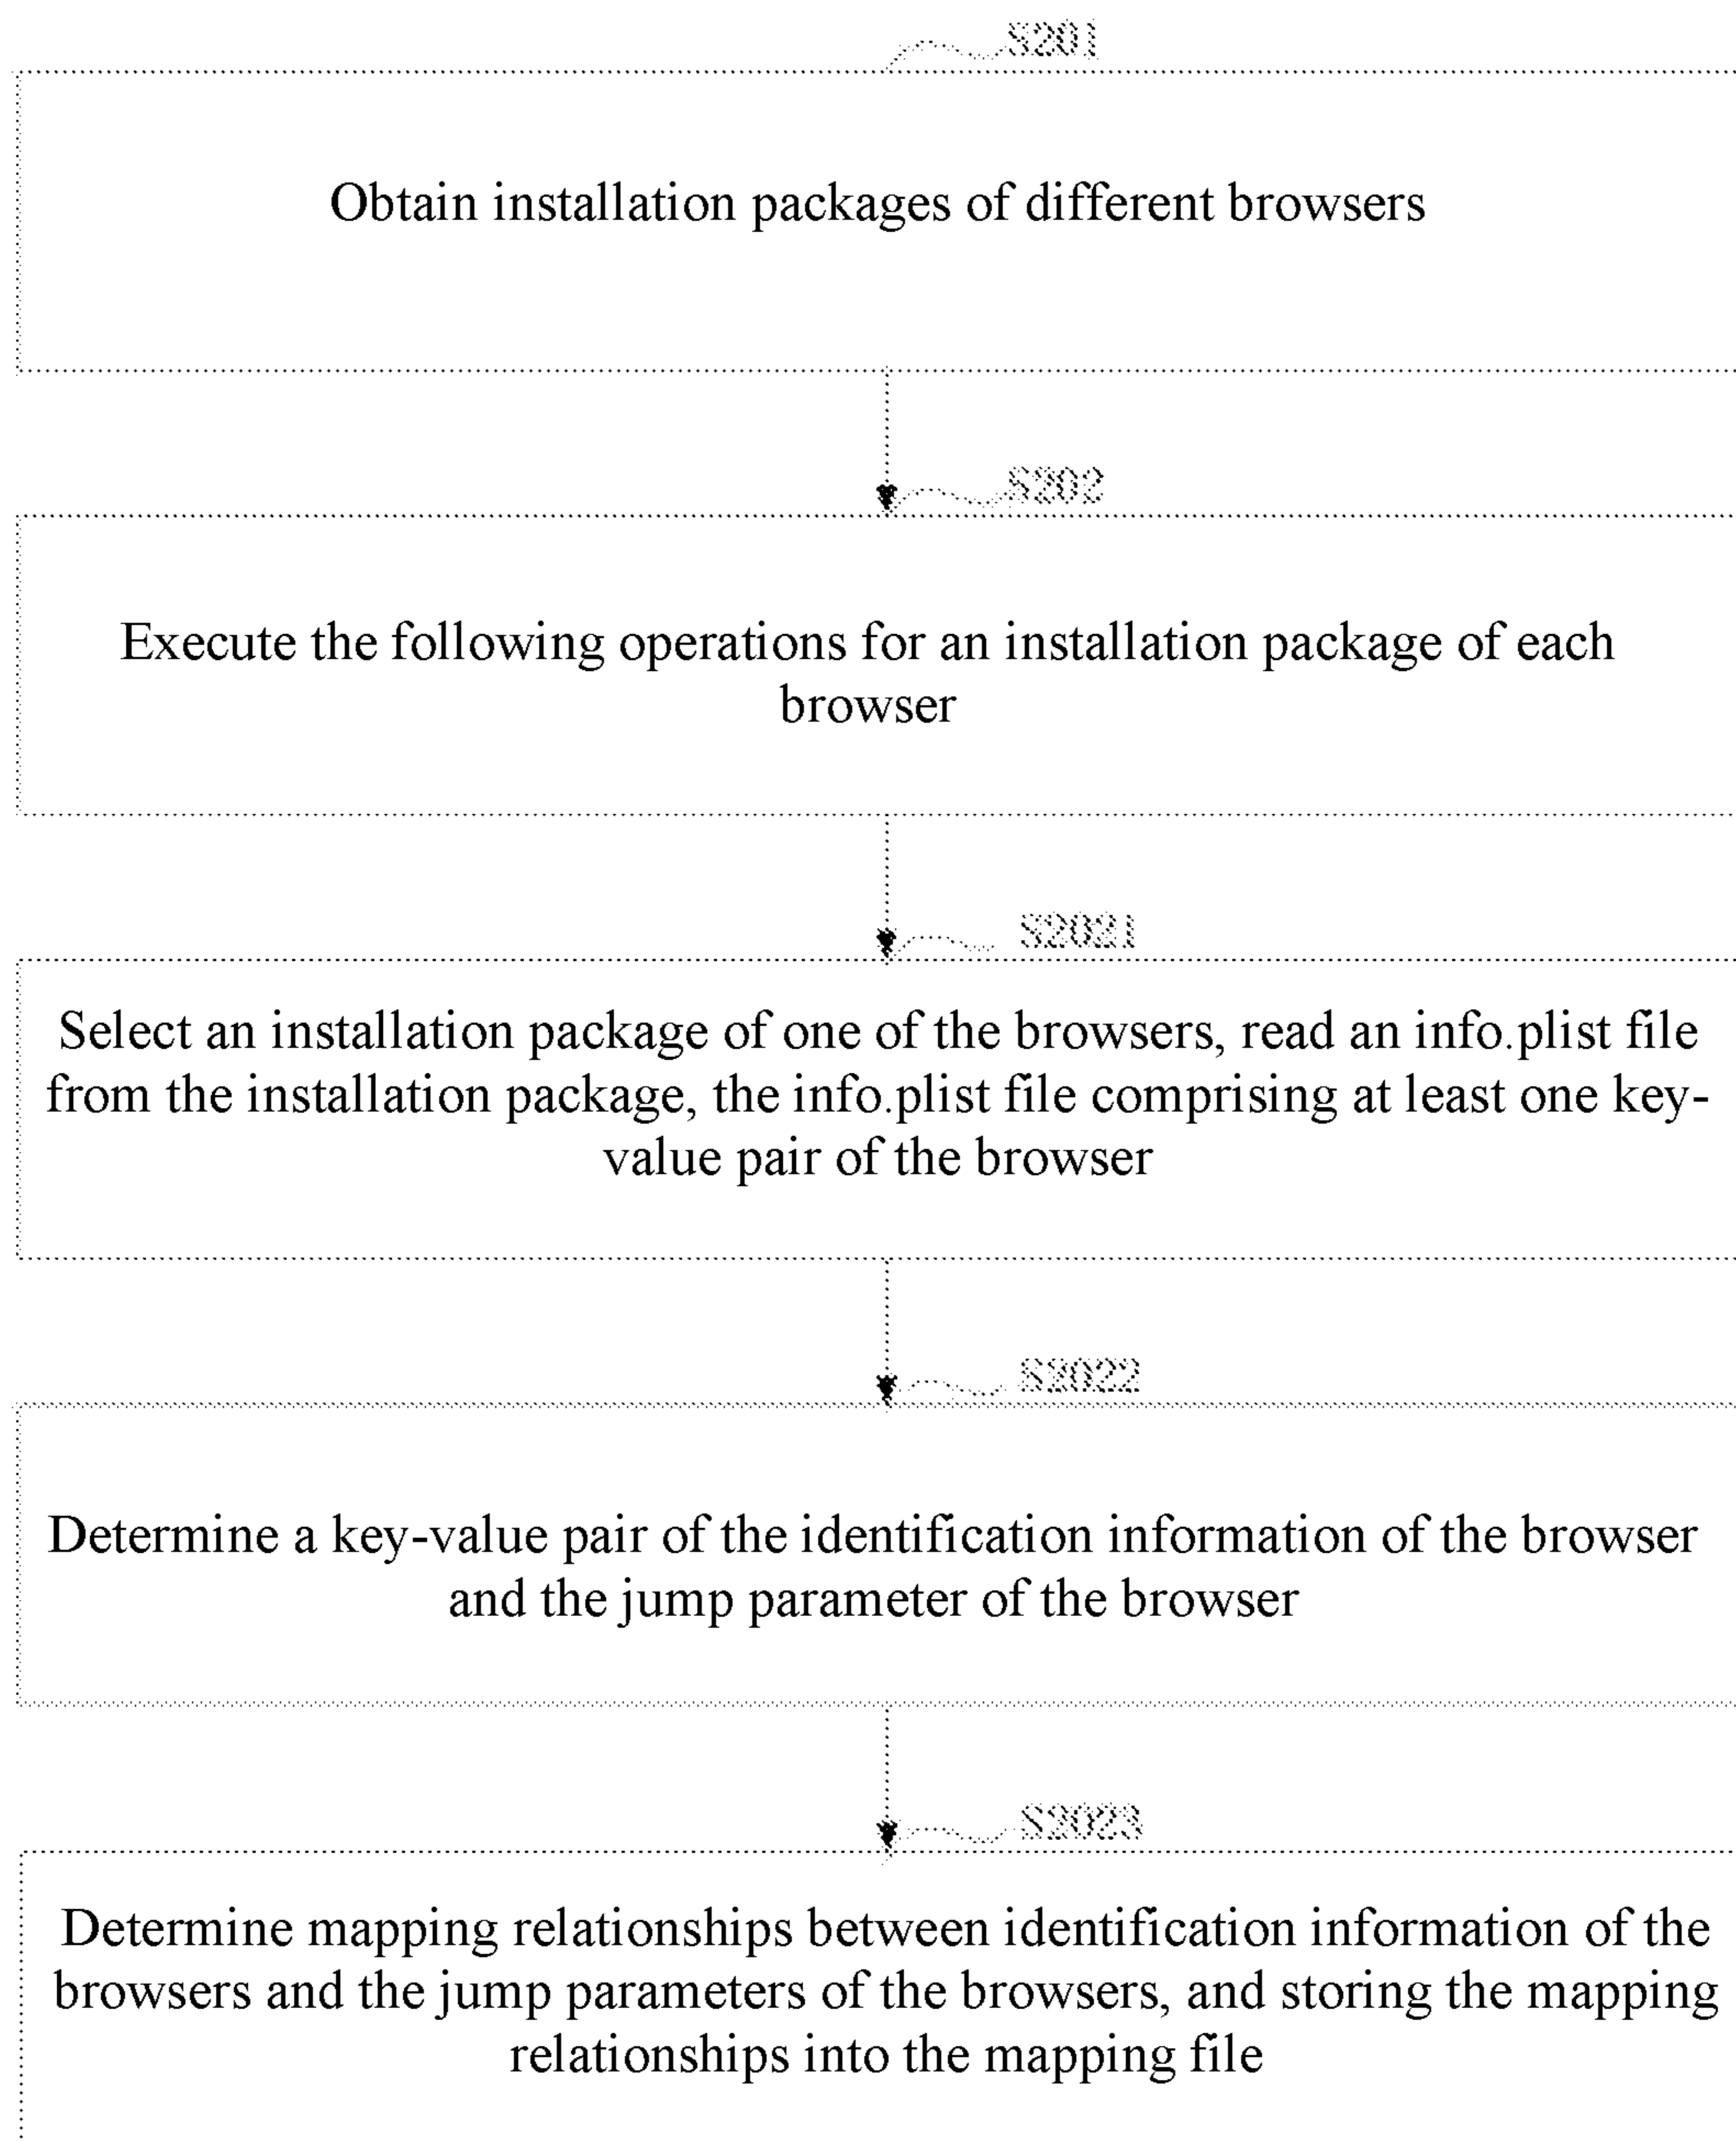 S201
Obtain installation packages of different browsers
S202
Execute the following operations for an installation package of each
browser
S2021
Select an installation package of one of the browsers, read an info.plist file
from the installation package, the info.plist file comprising at least one key-
value pair of the browser
S2022
Determine a key-value pair of the identification information of the browser
and the jump parameter of the browser
S2023
Determine mapping relationships between identification information of the
browsers and the jump parameters of the browsers, and storing the mapping
relationships into the mapping file